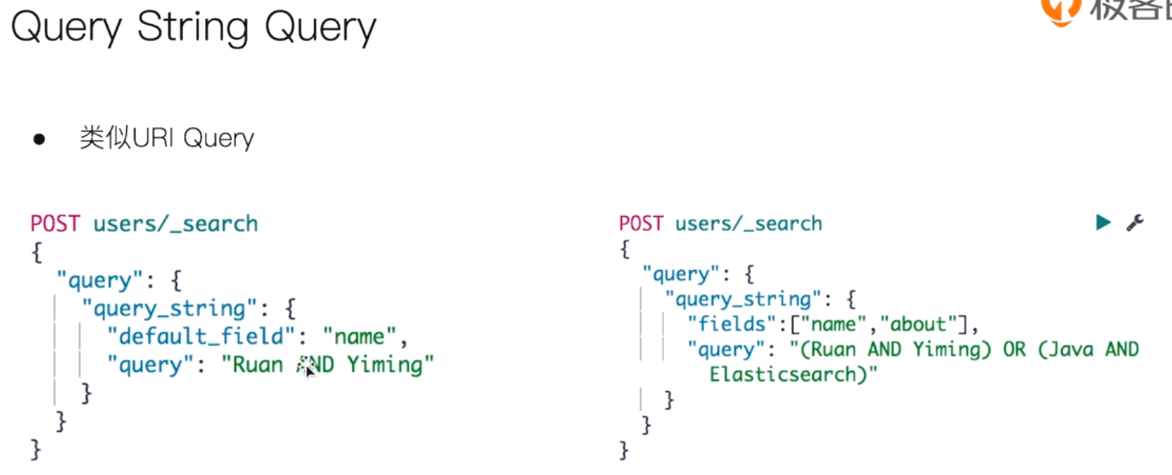 Query String Query
极客
● 类似URI Query
POST users/_search
{
"query": {
"query_string": {
"default_field": "name",
"query": "Ruan AND Yiming"
}
}
}
POST users/_search
{
"query": {
"query_string": {
"fields":["name","about"],
"query": "(Ruan AND Yiming) OR (Java AND
Elasticsearch)"
}
}
}